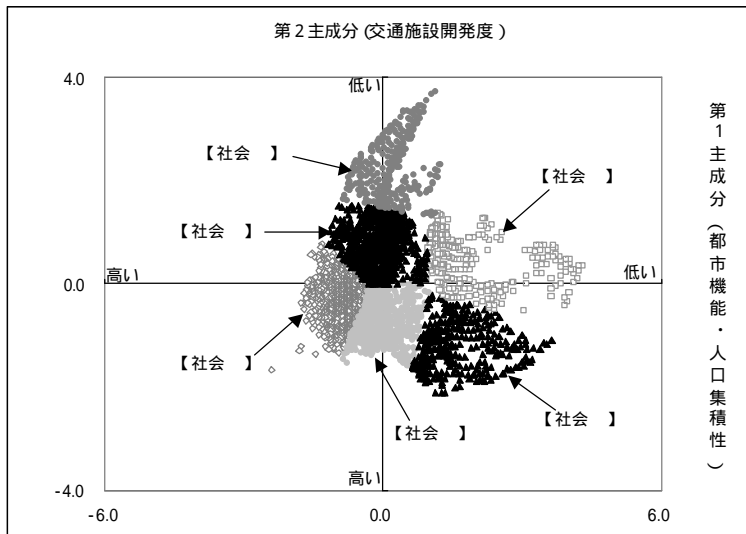 第2主成分(交通施設開発度)
4.0
低い
【社会 】
【社会 】
【社会 】
高い
0.0
低い
【社会 】
【社会 】
【社会 】
高い
-4.0
-6.0
0.0
6.0
第1主成分(都市機能・人口集積性)